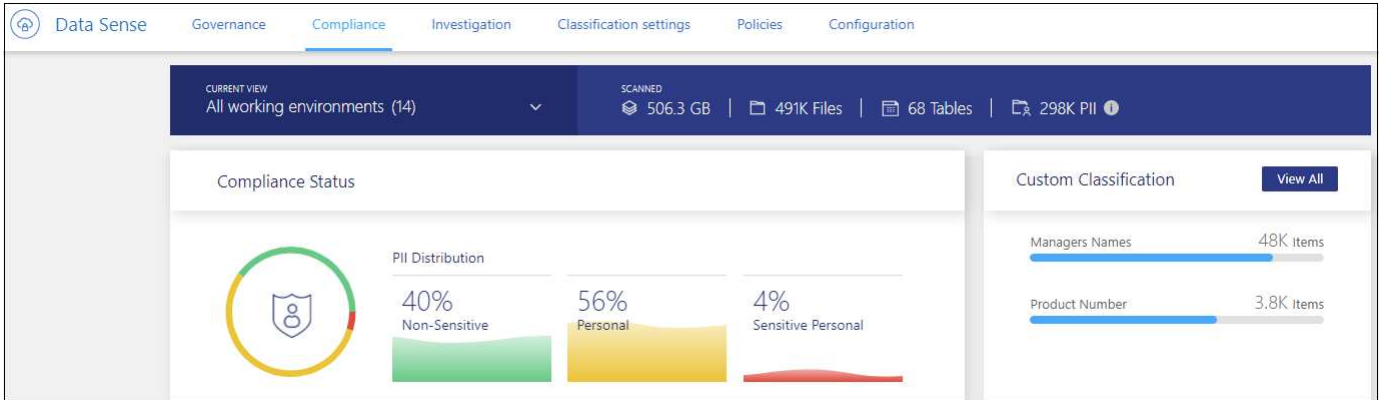 Data Sense Governance Compliance Investigation Classification settings Policies Configuration
CURRENT VIEW
All working environments (14)
SCANNED
506.3 GB | 491K Files | 68 Tables | 298K PII
Compliance Status
PII Distribution
40%
Non-Sensitive
56%
Personal
4%
Sensitive Personal
Custom Classification
View All
Managers Names 48K Items
Product Number 3.8K Items